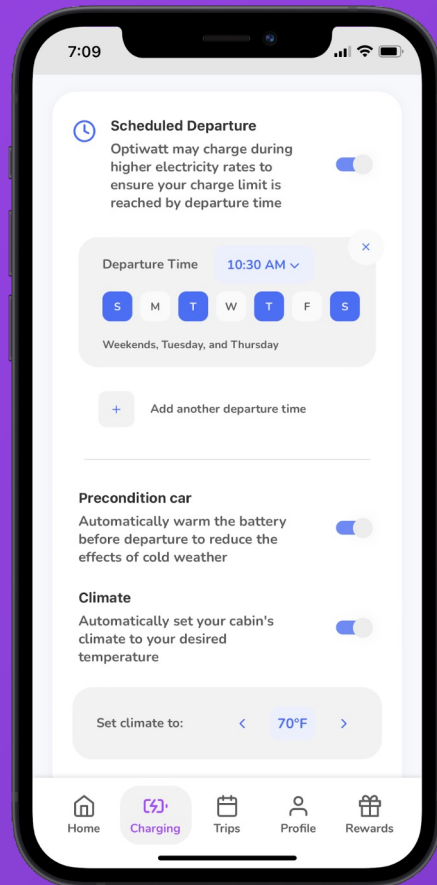 7:09
Scheduled Departure
Optiwatt may charge during
higher electricity rates to
ensure your charge limit is
reached by departure time
Departure Time 10:30 AM
S M T W T F S
Weekends, Tuesday, and Thursday
+ Add another departure time
Precondition car
Automatically warm the battery
before departure to reduce the
effects of cold weather
Climate
Automatically set your cabin's
climate to your desired
temperature
Set climate to: < 70°F >
Home Charging Trips Profile Rewards